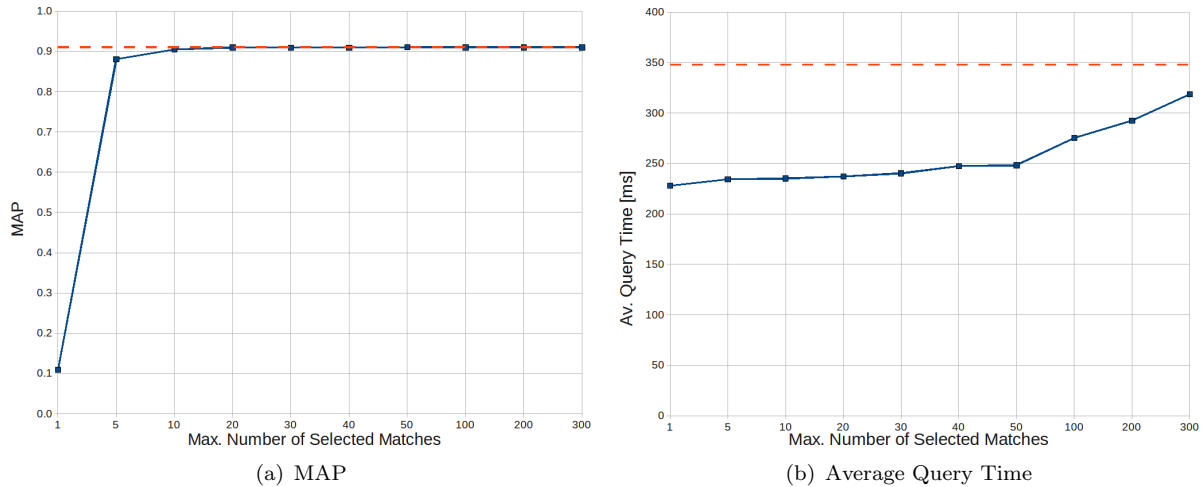 1.0
0.9
0.8
0.7
0.6
0.5
0.4
0.3
0.2
0.1
0.0
MAP
1 5 10 20 30 40 50 100 200 300
Max. Number of Selected Matches
(a) MAP
400
350
300
250
200
150
100
50
0
Av. Query Time [ms]
1 5 10 20 30 40 50 100 200 300
Max. Number of Selected Matches
(b) Average Query Time